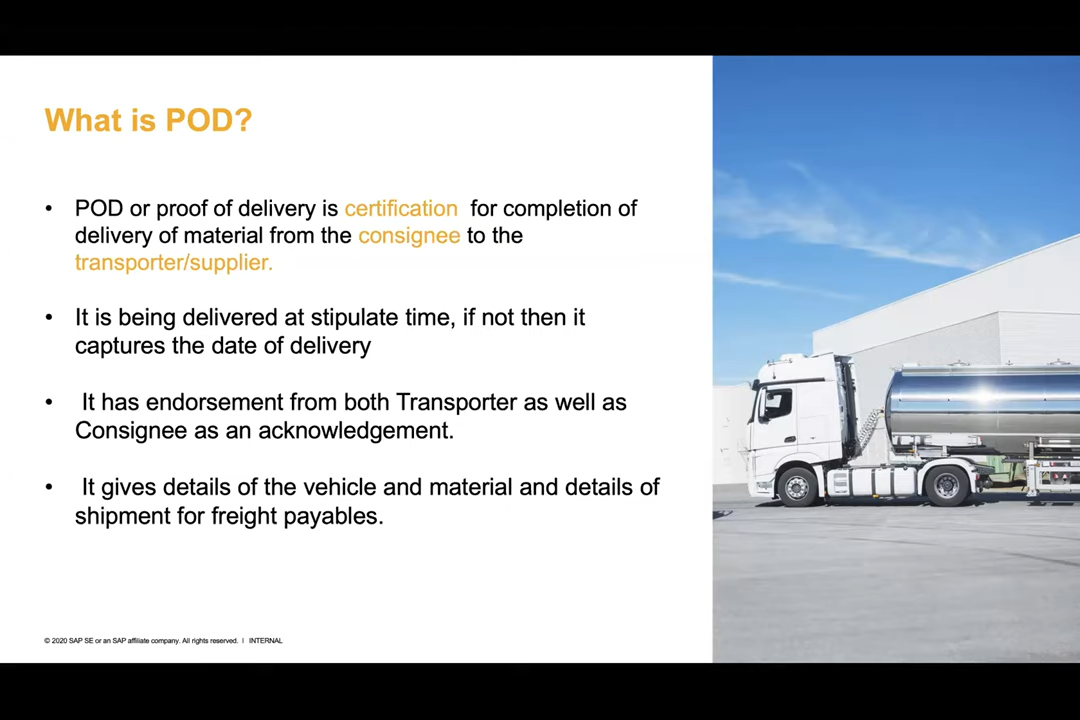 What is POD?
• POD or proof of delivery is certification for completion of
delivery of material from the consignee to the
transporter/supplier.
• It is being delivered at stipulate time, if not then it
captures the date of delivery
• It has endorsement from both Transporter as well as
Consignee as an acknowledgement.
• It gives details of the vehicle and material and details of
shipment for freight payables.
© 2020 SAP SE or an SAP affiliate company. All rights reserved. | INTERNAL